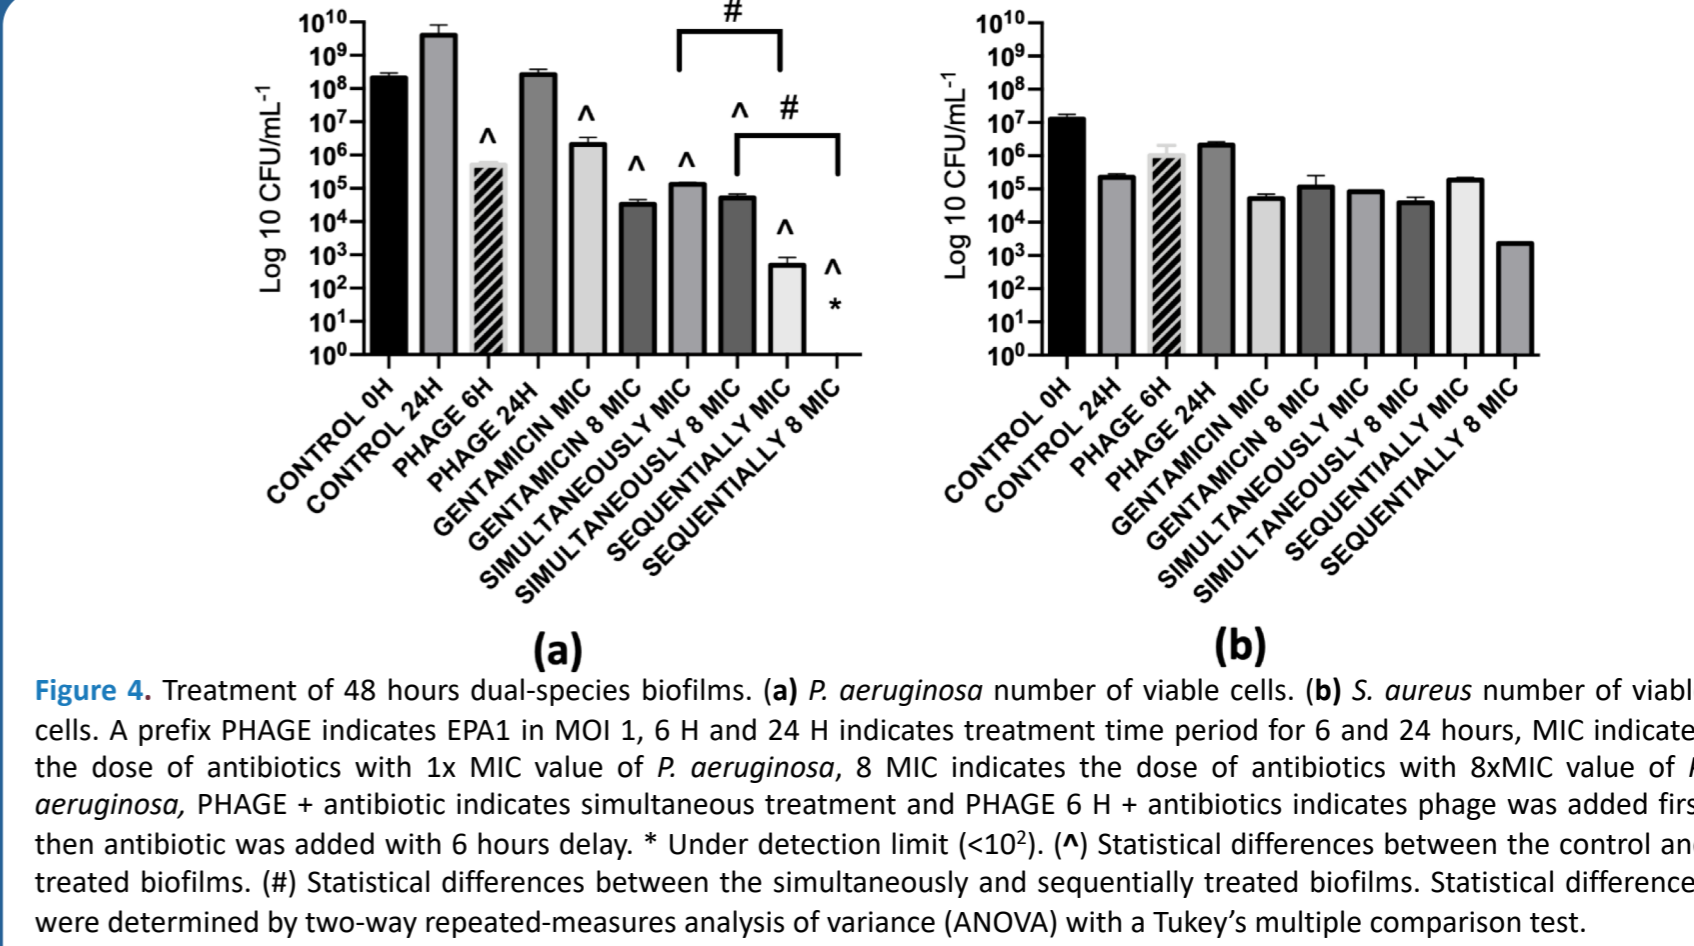 #
^
#
^
^
^
^
^
^
*
Log 10 CFU/mL⁻¹
10¹⁰
10⁹
10⁸
10⁷
10⁶
10⁵
10⁴
10³
10²
10¹
10⁰
CONTROL 0H
CONTROL 24H
PHAGE 6H
PHAGE 24H
GENTAMICIN MIC
GENTAMICIN 8 MIC
SIMULTANEOUSLY MIC
SIMULTANEOUSLY 8 MIC
SEQUENTIALLY MIC
SEQUENTIALLY 8 MIC
(a)
Log 10 CFU/mL⁻¹
10¹⁰
10⁹
10⁸
10⁷
10⁶
10⁵
10⁴
10³
10²
10¹
10⁰
CONTROL 0H
CONTROL 24H
PHAGE 6H
PHAGE 24H
GENTAMICIN MIC
GENTAMICIN 8 MIC
SIMULTANEOUSLY MIC
SIMULTANEOUSLY 8 MIC
SEQUENTIALLY MIC
SEQUENTIALLY 8 MIC
(b)
Figure 4. Treatment of 48 hours dual-species biofilms. (a) P. aeruginosa number of viable cells. (b) S. aureus number of viabl
cells. A prefix PHAGE indicates EPA1 in MOI 1, 6 H and 24 H indicates treatment time period for 6 and 24 hours, MIC indicate
the dose of antibiotics with 1x MIC value of P. aeruginosa, 8 MIC indicates the dose of antibiotics with 8xMIC value of
aeruginosa, PHAGE + antibiotic indicates simultaneous treatment and PHAGE 6 H + antibiotics indicates phage was added firs
then antibiotic was added with 6 hours delay. * Under detection limit (<10²). (^) Statistical differences between the control an
treated biofilms. (#) Statistical differences between the simultaneously and sequentially treated biofilms. Statistical difference
were determined by two-way repeated-measures analysis of variance (ANOVA) with a Tukey’s multiple comparison test.